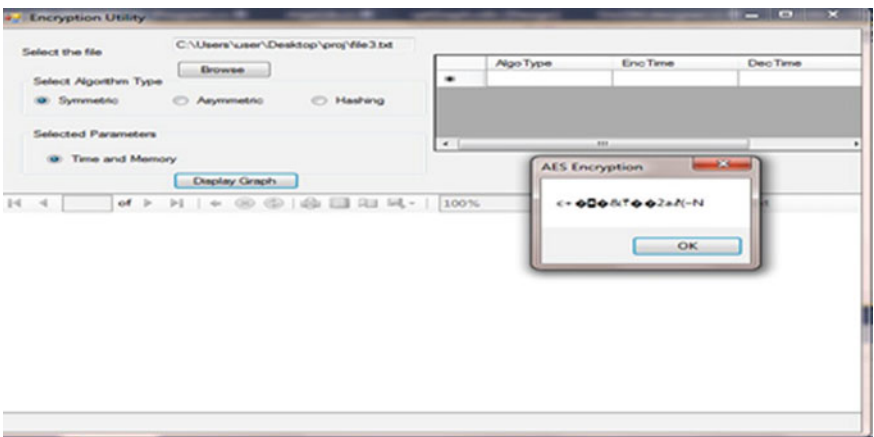 Encryption Utility
Select the file
C:\Users\user\Desktop\proj\file3.txt
Browse
Select Algorithm Type
Symmetric Asymmetric Hashing
Selected Parameters
Time and Memory
Display Graph
AlgoType EncTime DecTime
of 100%
AES Encryption
OK